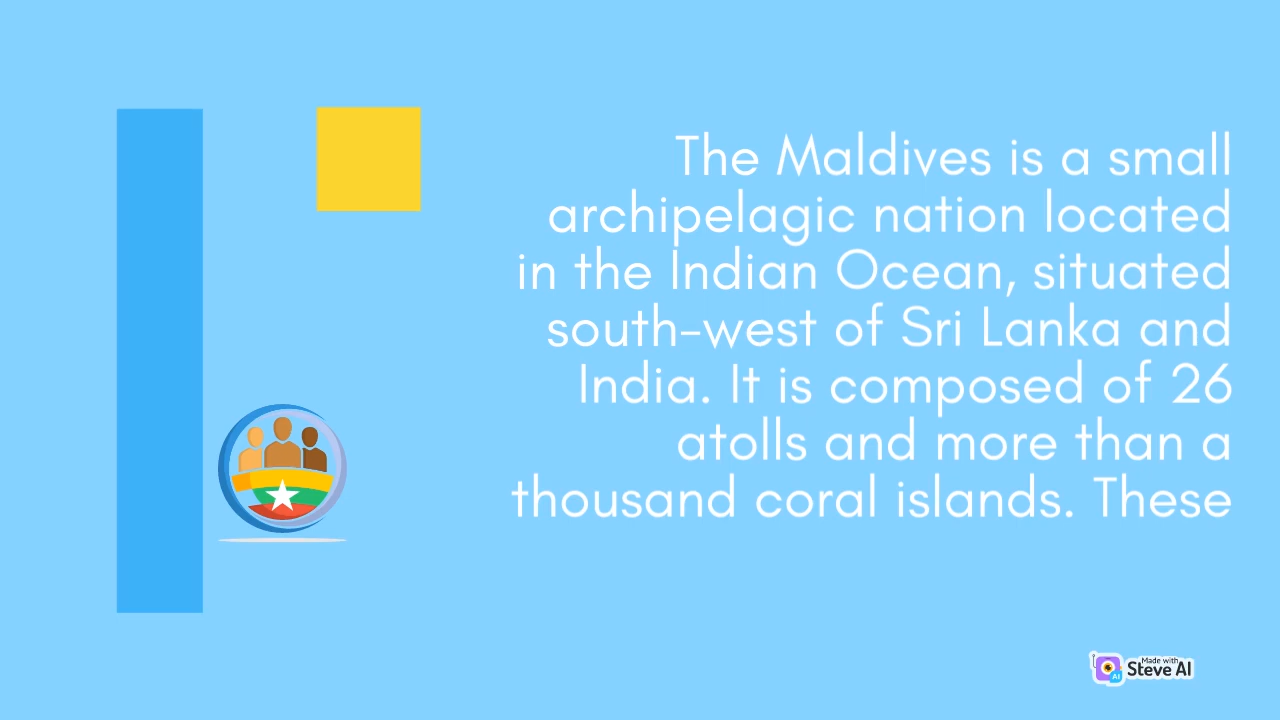 The Maldives is a small
archipelagic nation located
in the Indian Ocean, situated
south-west of Sri Lanka and
India. It is composed of 26
atolls and more than a
thousand coral islands. These
Made with
Steve AI
AI